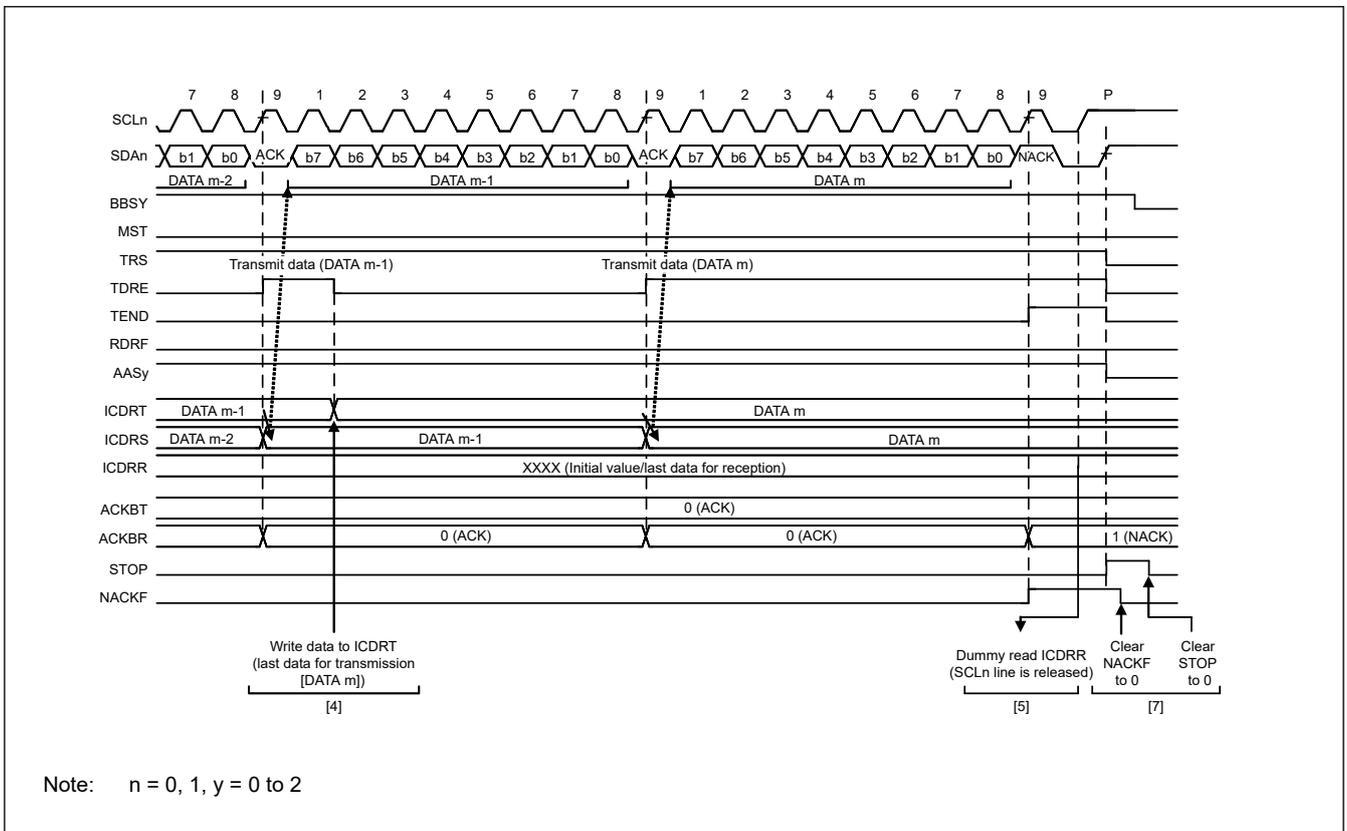 7 8 9 1 2 3 4 5 6 7 8 9 1 2 3 4 5 6 7 8 9 P
SCLn
SDAn b1 b0 ACK b7 b6 b5 b4 b3 b2 b1 b0 ACK b7 b6 b5 b4 b3 b2 b1 b0 NACK
DATA m-2 DATA m-1 DATA m
BBSY
MST
TRS
Transmit data (DATA m-1) Transmit data (DATA m)
TDRE
TEND
RDRF
AASy
ICDRT DATA m-1 DATA m
ICDRS DATA m-2 DATA m-1 DATA m
ICDRR XXXX (Initial value/last data for reception)
ACKBT 0 (ACK)
ACKBR 0 (ACK) 0 (ACK) 1 (NACK)
STOP
NACKF
Write data to ICDRT
(last data for transmission
[DATA m])
[4]
Dummy read ICDRR
(SCLn line is released)
[5]
Clear
NACKF
to 0
Clear
STOP
to 0
[7]
Note: n = 0, 1, y = 0 to 2